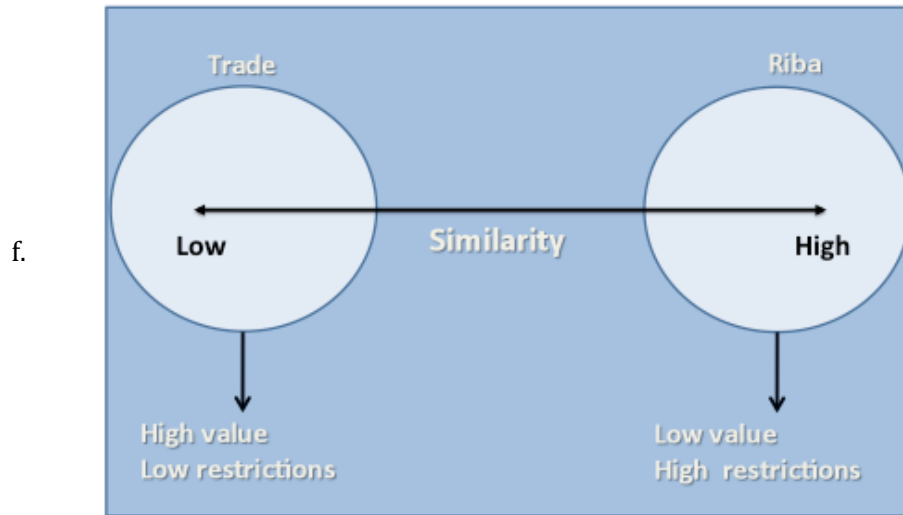 Trade
Riba
f.
Low
Similarity
High
High value
Low restrictions
Low value
High restrictions